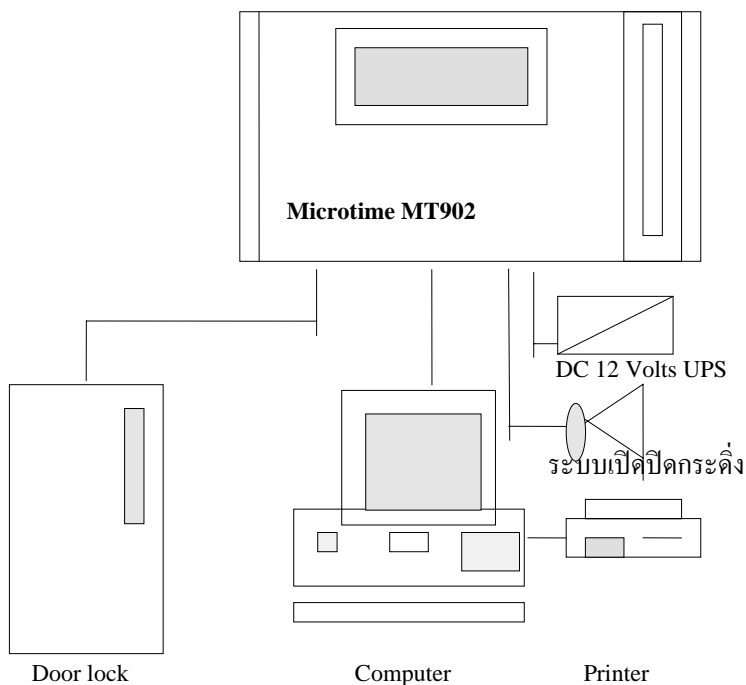 Microtime MT902
DC 12 Volts UPS
ระบบเปิดปิดกระดิ่ง
Door lock
Computer
Printer